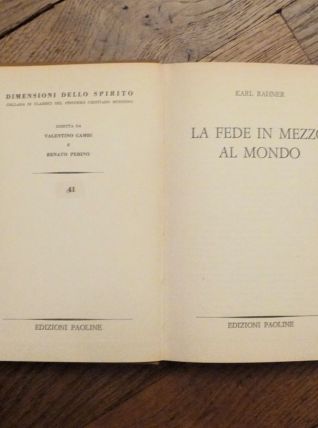 DIMENSIONI DELLO SPIRITO
COLLANA DI CLASSICI DEL PENSIERO CRISTIANO MODERNO
DIRETTA DA
VALENTINO GAMBI
E
RENATO PERINO
41
EDIZIONI PAOLINE
KARL RAHNER
LA FEDE IN MEZZO
AL MONDO
EDIZIONI PAOLINE